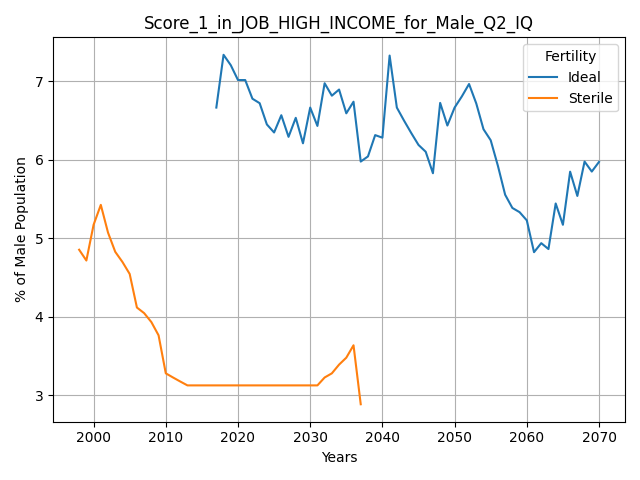 Score_1_in_JOB_HIGH_INCOME_for_Male_Q2_IQ
Fertility
Ideal
Sterile
% of Male Population
7
6
5
4
3
2000 2010 2020 2030 2040 2050 2060 2070
Years